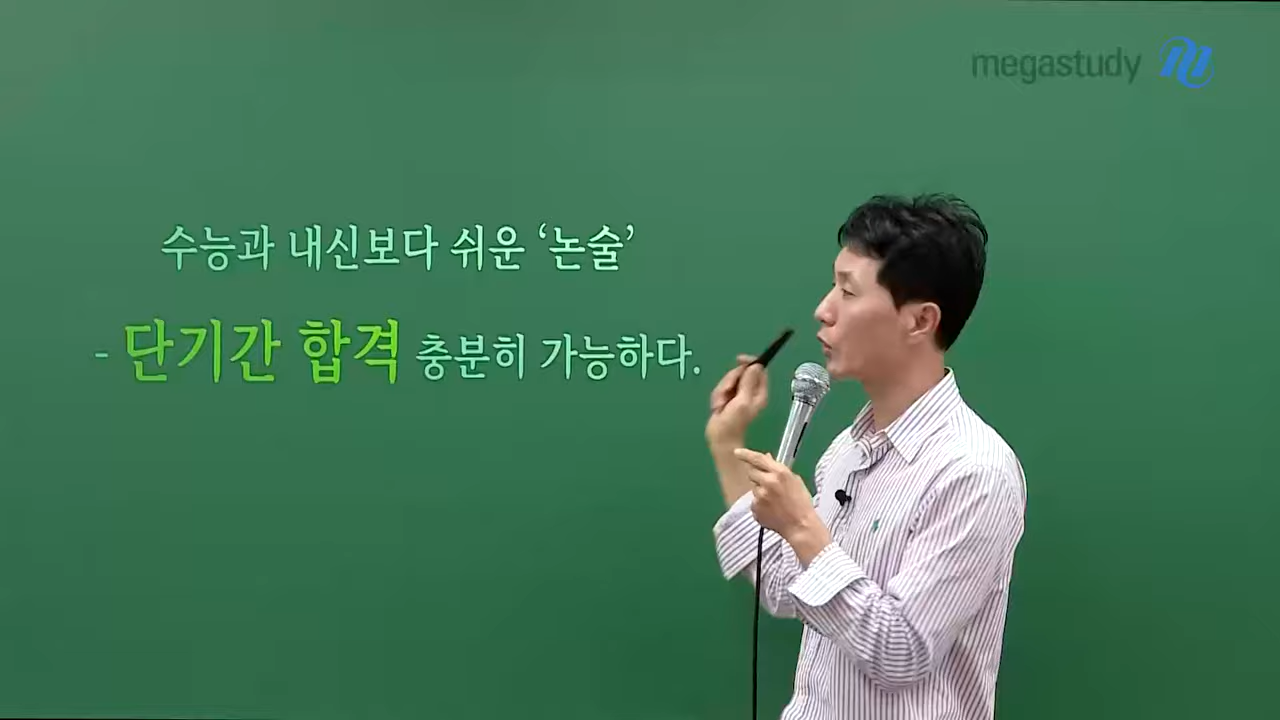 megastudy
수능과 내신보다 쉬운 ‘논술’
- 단기간 합격 충분히 가능하다.